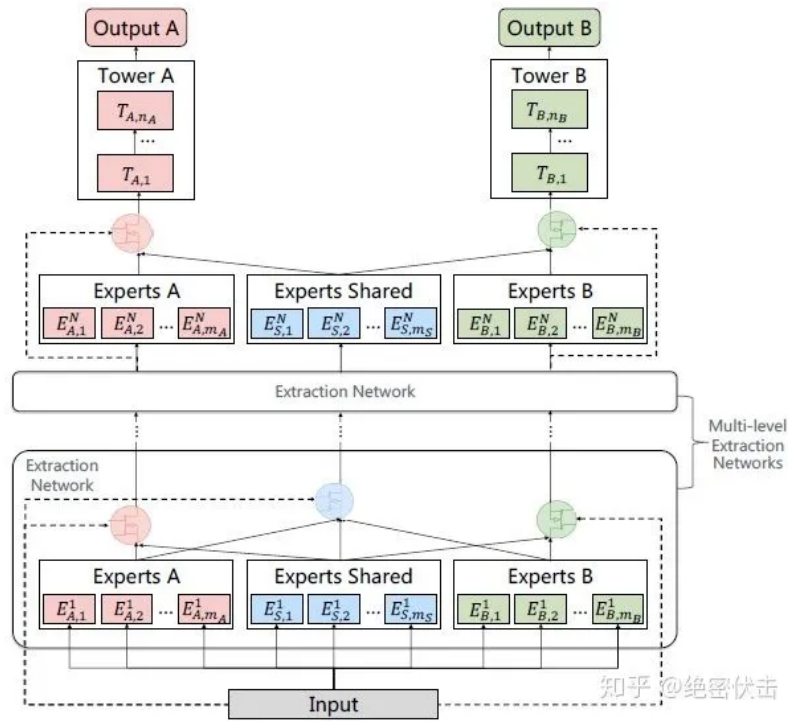 Output A
Output B
Tower A
Tower B
T_{A,n_A}
T_{B,n_B}
...
...
T_{A,1}
T_{B,1}
Experts A
Experts Shared
Experts B
E^N_{A,1} E^N_{A,2} ... E^N_{A,m_A}
E^N_{S,1} E^N_{S,2} ... E^N_{S,m_S}
E^N_{B,1} E^N_{B,2} ... E^N_{B,m_B}
Extraction Network
Multi-level
Extraction
Networks
Extraction
Network
Experts A
Experts Shared
Experts B
E^1_{A,1} E^1_{A,2} ... E^1_{A,m_A}
E^1_{S,1} E^1_{S,2} ... E^1_{S,m_S}
E^1_{B,1} E^1_{B,2} ... E^1_{B,m_B}
Input
知乎 @绝密伏击